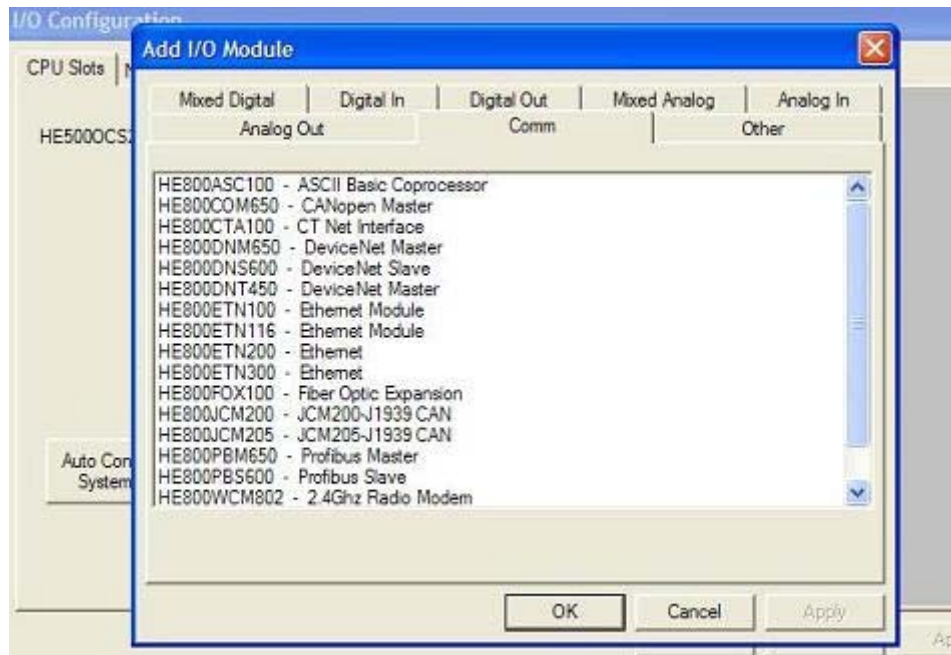 I/O Configuration
Add I/O Module
CPU Slots
Mixed Digital Digital In Digital Out Mixed Analog Analog In
Analog Out Comm Other
HE500OCS2
HE800ASC100 - ASCII Basic Coprocessor
HE800COM650 - CANopen Master
HE800CTA100 - CT Net Interface
HE800DNM650 - DeviceNet Master
HE800DNS600 - DeviceNet Slave
HE800DNT450 - DeviceNet Master
HE800ETN100 - Ethernet Module
HE800ETN116 - Ethernet Module
HE800ETN200 - Ethernet
HE800ETN300 - Ethernet
HE800FOX100 - Fiber Optic Expansion
HE800JCM200 - JCM200-J1939 CAN
HE800JCM205 - JCM205-J1939 CAN
HE800PBM650 - Profibus Master
HE800PBS600 - Profibus Slave
HE800WCM802 - 2.4Ghz Radio Modem
Auto Con
System
OK Cancel Apply